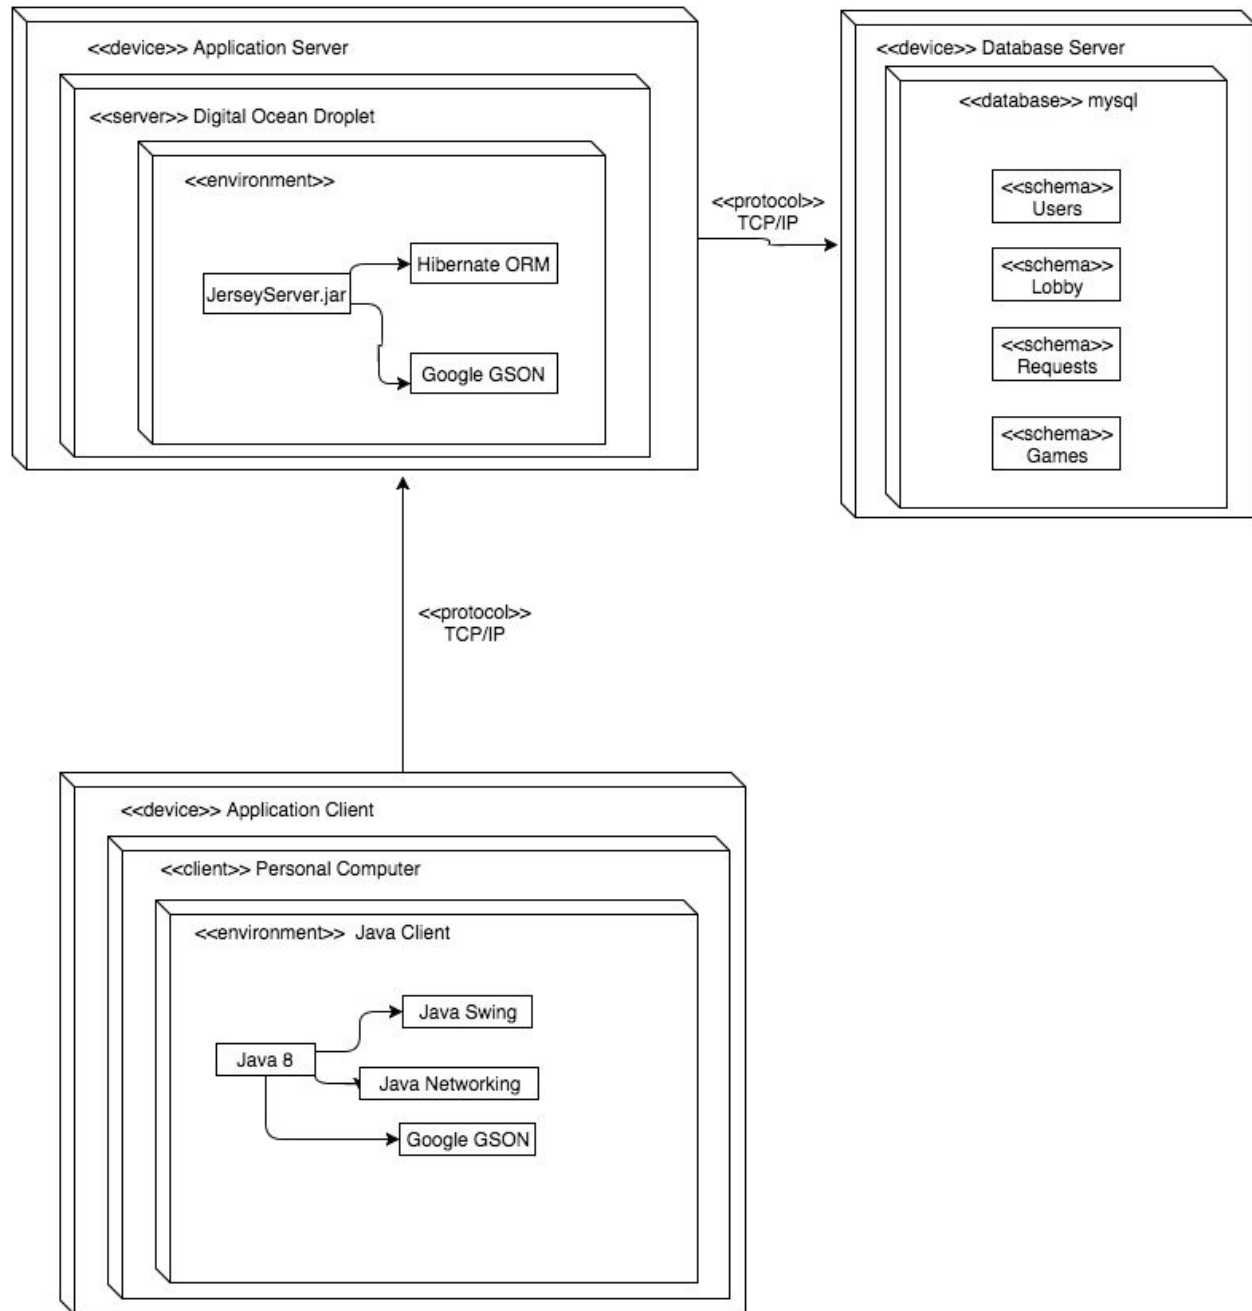 <<device>> Application Server
<<server>> Digital Ocean Droplet
<<environment>>
JerseyServer.jar
Hibernate ORM
Google GSON
<<protocol>>
TCP/IP
<<device>> Database Server
<<database>> mysql
<<schema>>
Users
<<schema>>
Lobby
<<schema>>
Requests
<<schema>>
Games
<<protocol>>
TCP/IP
<<device>> Application Client
<<client>> Personal Computer
<<environment>> Java Client
Java Swing
Java 8
Java Networking
Google GSON